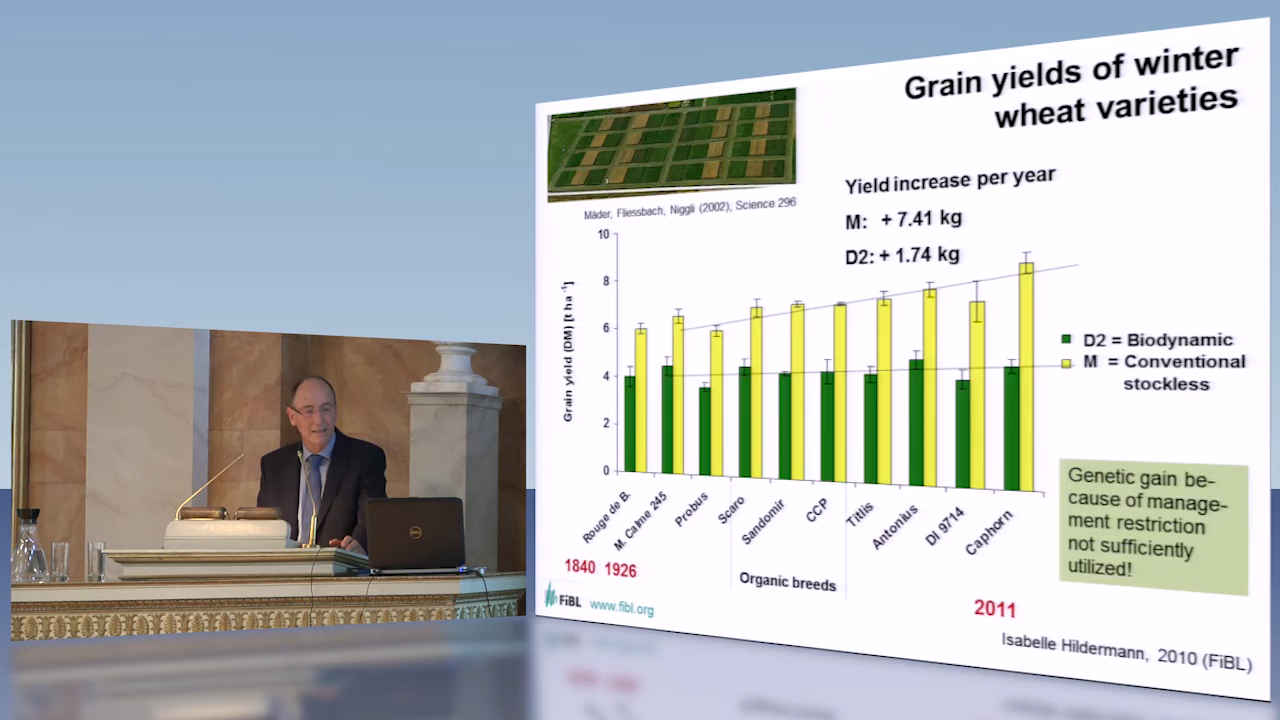 Grain yields of winter
wheat varieties
Mäder, Fliessbach, Niggli (2002), Science 296
Yield increase per year
M: + 7.41 kg
D2: + 1.74 kg
Grain yield (DM) [t ha -1]
10
8
6
4
2
0
D2 = Biodynamic
M = Conventional
stockless
Rouge de B.
M. Calme 245
Probus
Scaro
Sandomir
CCP
Tittis
Antonius
DI 9714
Caphorn
1840 1926
Organic breeds
2011
Genetic gain be-
cause of manage-
ment restriction
not sufficiently
utilized!
FiBL www.fibl.org
Isabelle Hildermann, 2010 (FiBL)
DELL